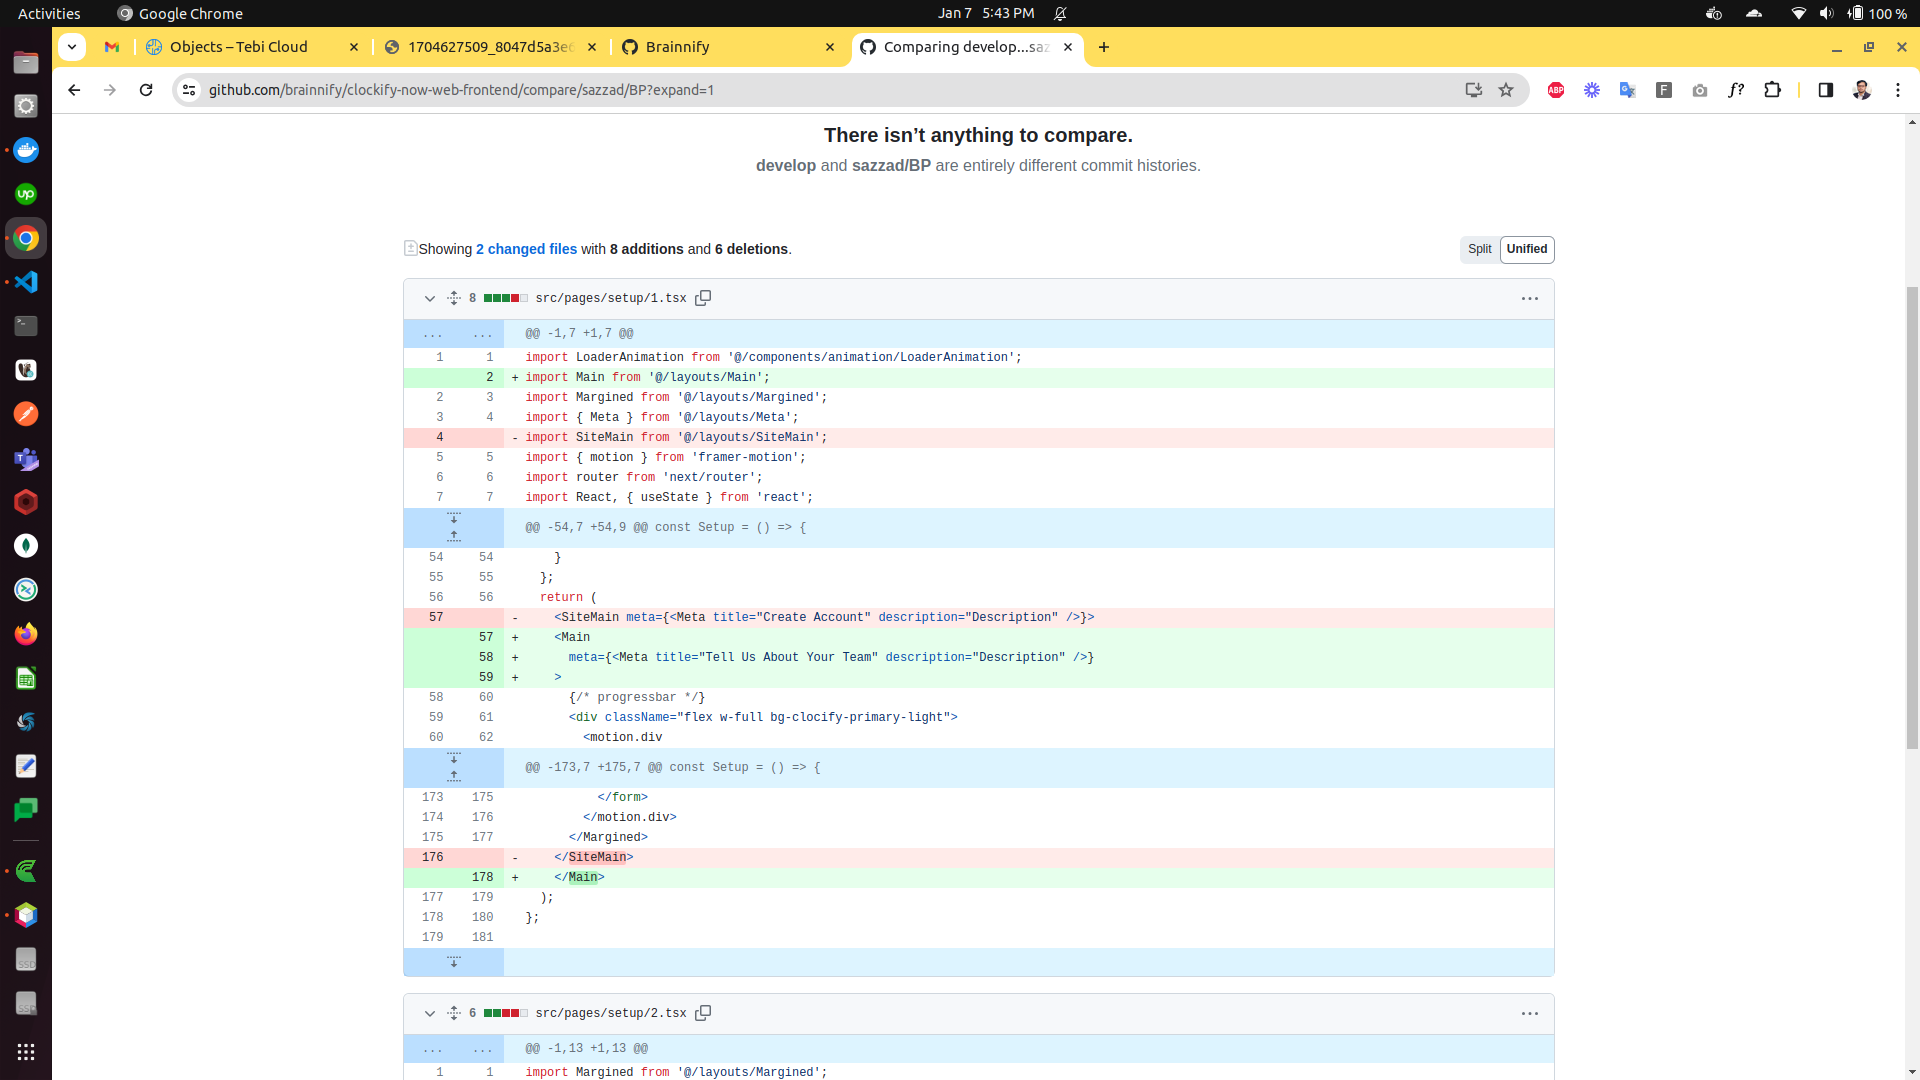 Activities
Google Chrome
Jan 7 5:43 PM
100 %
Objects – Tebi Cloud
1704627509_8047d5a3e
Brainnify
Comparing develop...saz
github.com/brainnify/clockify-now-web-frontend/compare/sazzad/BP?expand=1
ABP
F
f?
There isn’t anything to compare.
develop and sazzad/BP are entirely different commit histories.
Showing 2 changed files with 8 additions and 6 deletions.
Split Unified
8 src/pages/setup/1.tsx
... ... @@ -1,7 +1,7 @@
1 1 import LoaderAnimation from '@/components/animation/LoaderAnimation';
2 + import Main from '@/layouts/Main';
2 3 import Margined from '@/layouts/Margined';
3 4 import { Meta } from '@/layouts/Meta';
4 - import SiteMain from '@/layouts/SiteMain';
5 5 import { motion } from 'framer-motion';
6 6 import router from 'next/router';
7 7 import React, { useState } from 'react';
@@ -54,7 +54,9 @@ const Setup = () => {
54 54 }
55 55 };
56 56 return (
57 - <SiteMain meta={<Meta title="Create Account" description="Description" />}>
57 + <Main
58 + meta={<Meta title="Tell Us About Your Team" description="Description" />}
59 + >
58 60 {/* progressbar */}
59 61 <div className="flex w-full bg-clocify-primary-light">
60 62 <motion.div
@@ -173,7 +175,7 @@ const Setup = () => {
173 175 </form>
174 176 </motion.div>
175 177 </Margined>
176 - </SiteMain>
178 + </Main>
177 179 );
178 180 };
179 181
6 src/pages/setup/2.tsx
... ... @@ -1,13 +1,13 @@
1 1 import Margined from '@/layouts/Margined';
up
SSD
SSD